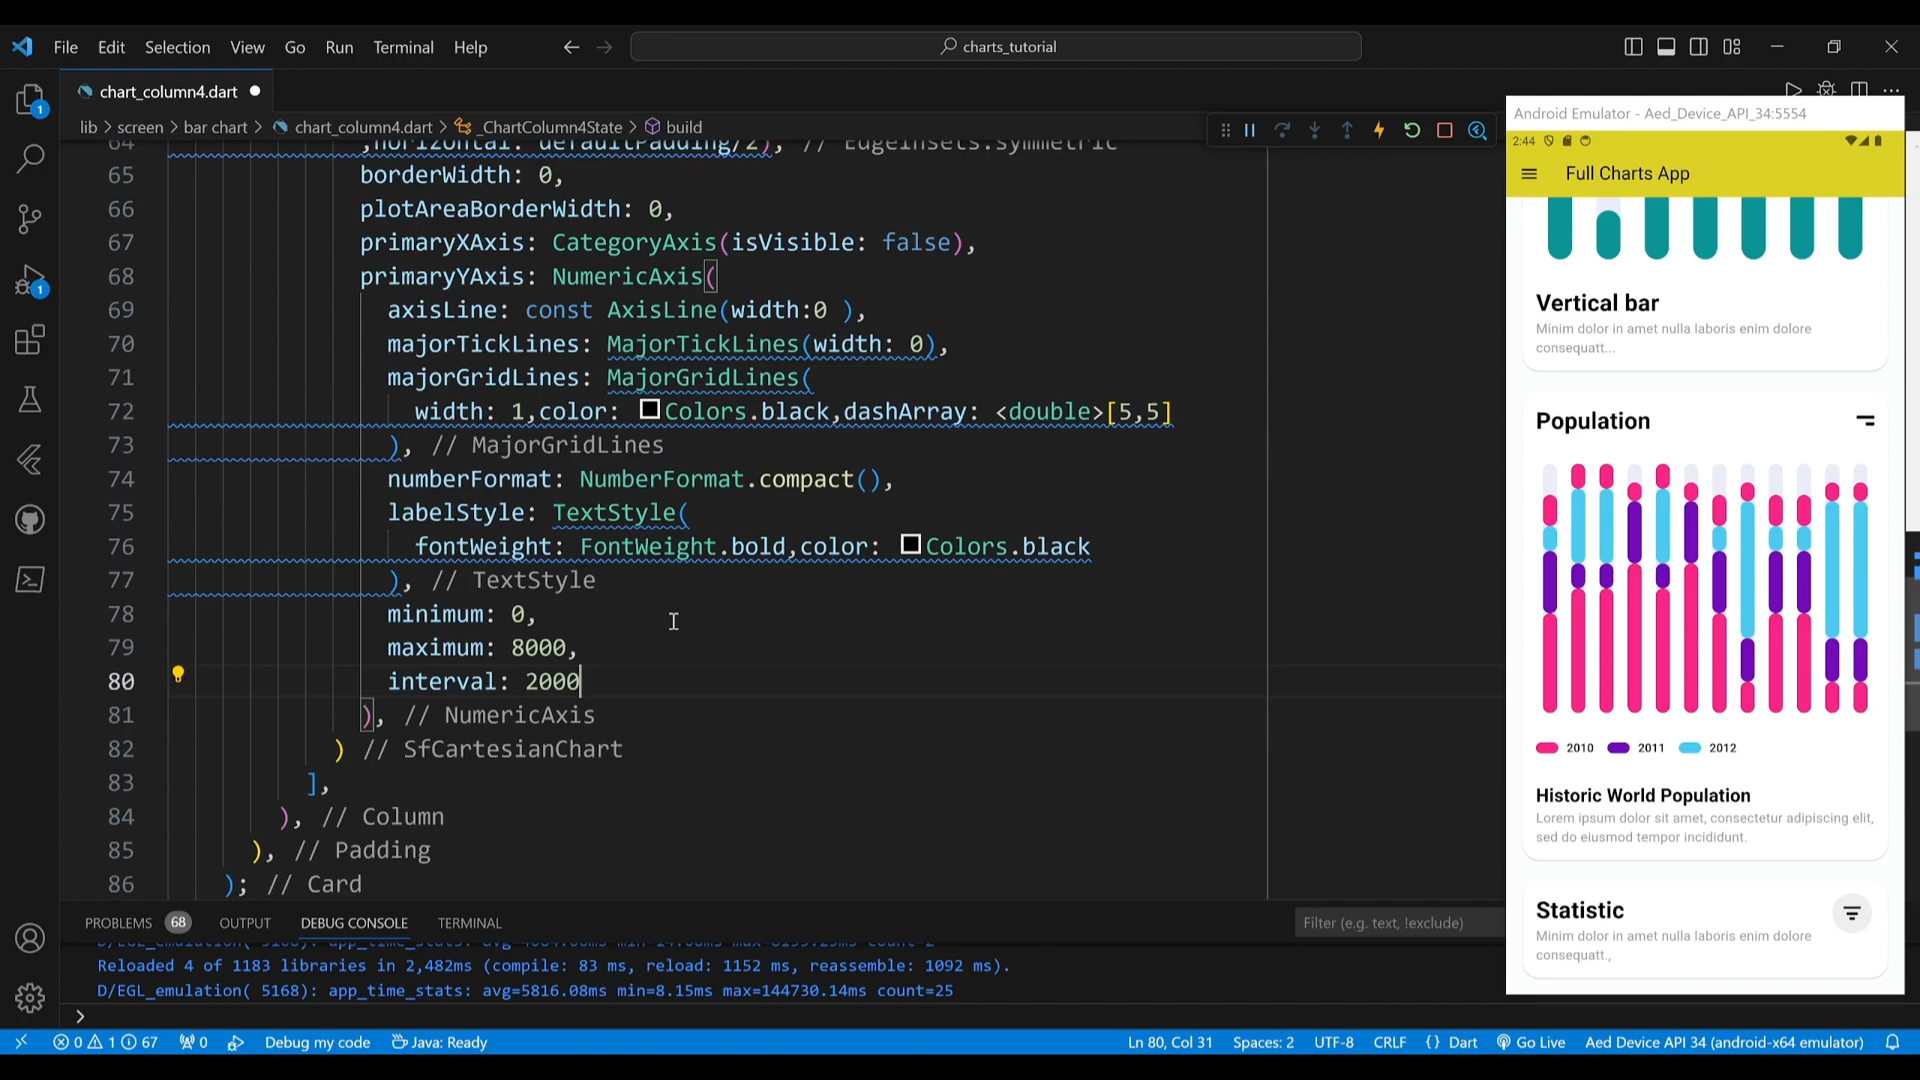 File Edit Selection View Go Run Terminal Help
charts_tutorial
chart_column4.dart
lib > screen > bar chart > chart_column4.dart > _ChartColumn4State > build
64 ,horizontal: defaultPadding/2), // EdgeInsets.symmetric
65 borderWidth: 0,
66 plotAreaBorderWidth: 0,
67 primaryXAxis: CategoryAxis(isVisible: false),
68 primaryYAxis: NumericAxis(
69 axisLine: const AxisLine(width:0 ),
70 majorTickLines: MajorTickLines(width: 0),
71 majorGridLines: MajorGridLines(
72 width: 1,color: Colors.black,dashArray: <double>[5,5]
73 ), // MajorGridLines
74 numberFormat: NumberFormat.compact(),
75 labelStyle: TextStyle(
76 fontWeight: FontWeight.bold,color: Colors.black
77 ), // TextStyle
78 minimum: 0,
79 maximum: 8000,
80 interval: 2000
81 ), // NumericAxis
82 ) // SfCartesianChart
83 ],
84 ), // Column
85 ), // Padding
86 ); // Card
PROBLEMS 68 OUTPUT DEBUG CONSOLE TERMINAL
Filter (e.g. text, !exclude)
Reloaded 4 of 1183 libraries in 2,482ms (compile: 83 ms, reload: 1152 ms, reassemble: 1092 ms).
D/EGL_emulation( 5168): app_time_stats: avg=5816.08ms min=8.15ms max=144730.14ms count=25
>
0 1 67 0 Debug my code Java: Ready
Ln 80, Col 31 Spaces: 2 UTF-8 CRLF {} Dart Go Live Aed Device API 34 (android-x64 emulator)
1
1
Android Emulator - Aed_Device_API_34:5554
2:44
Full Charts App
Vertical bar
Minim dolor in amet nulla laboris enim dolore
consequatt...
Population
2010 2011 2012
Historic World Population
Lorem ipsum dolor sit amet, consectetur adipiscing elit,
sed do eiusmod tempor incididunt.
Statistic
Minim dolor in amet nulla laboris enim dolore
consequatt.,